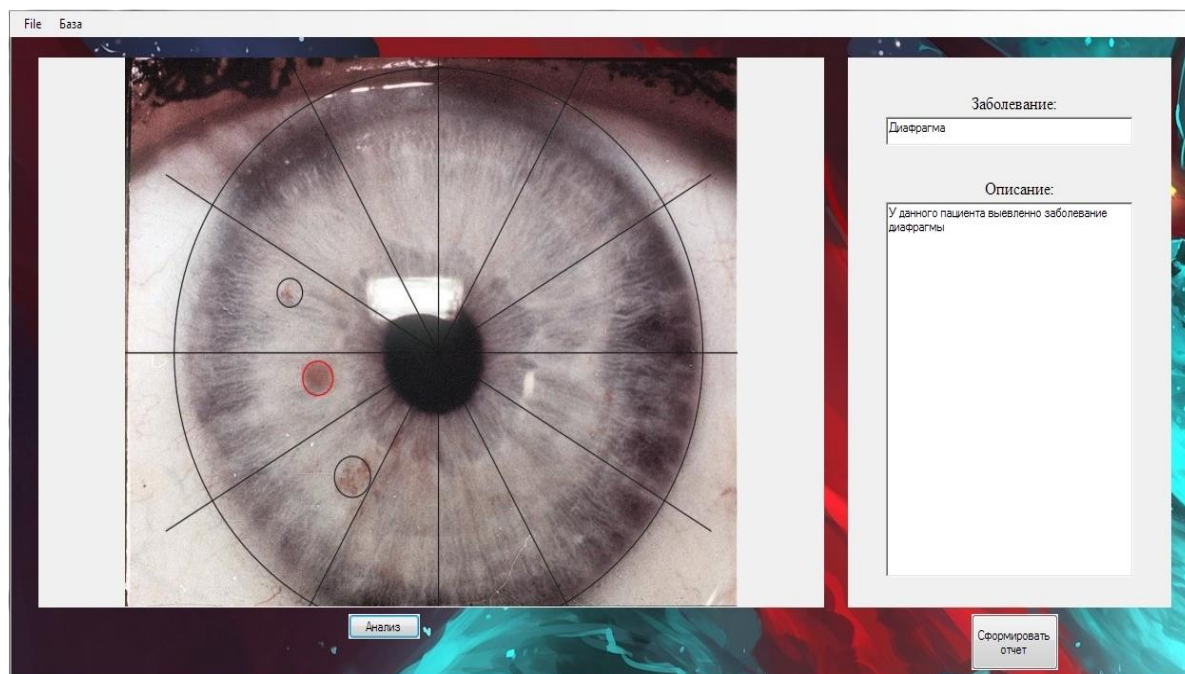 File База
Заболевание:
Диафрагма
Описание:
У данного пациента выевленно заболевание
диафрагмы
Анализ
Сформировать
отчет